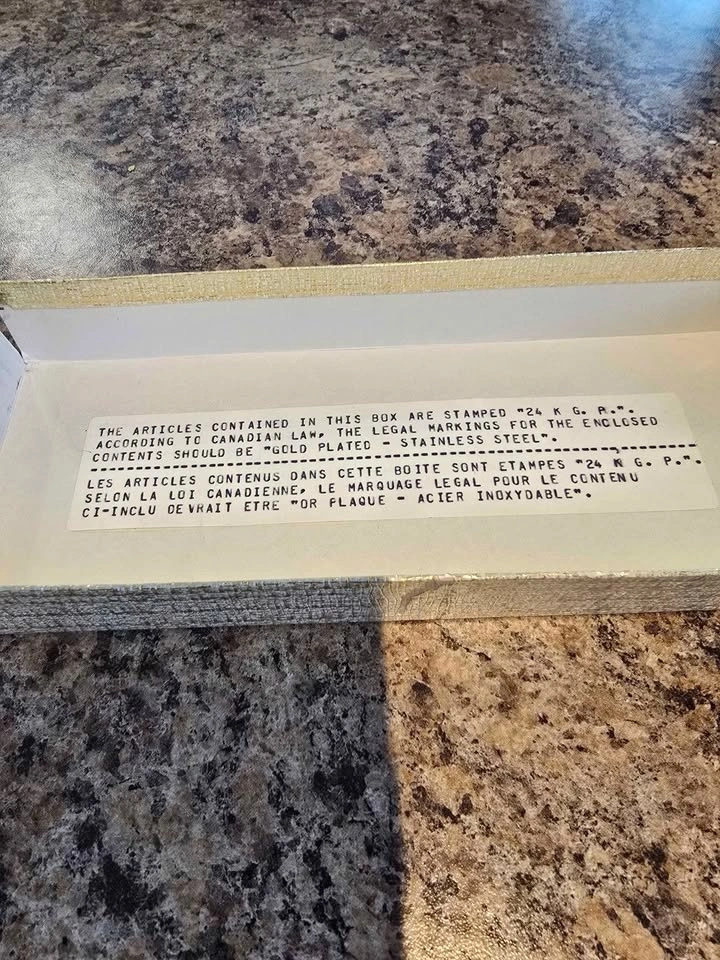 THE ARTICLES CONTAINED IN THIS BOX ARE STAMPED "24 K G. P.".
ACCORDING TO CANADIAN LAW, THE LEGAL MARKINGS FOR THE ENCLOSED
CONTENTS SHOULD BE "GOLD PLATED - STAINLESS STEEL".
LES ARTICLES CONTENUS DANS CETTE BOITE SONT ETAMPES "24 K G. P.".
SELON LA LOI CANADIENNE, LE MARQUAGE LEGAL POUR LE CONTENU
CI-INCLU DEVRAIT ETRE "OR PLAQUE - ACIER INOXYDABLE".